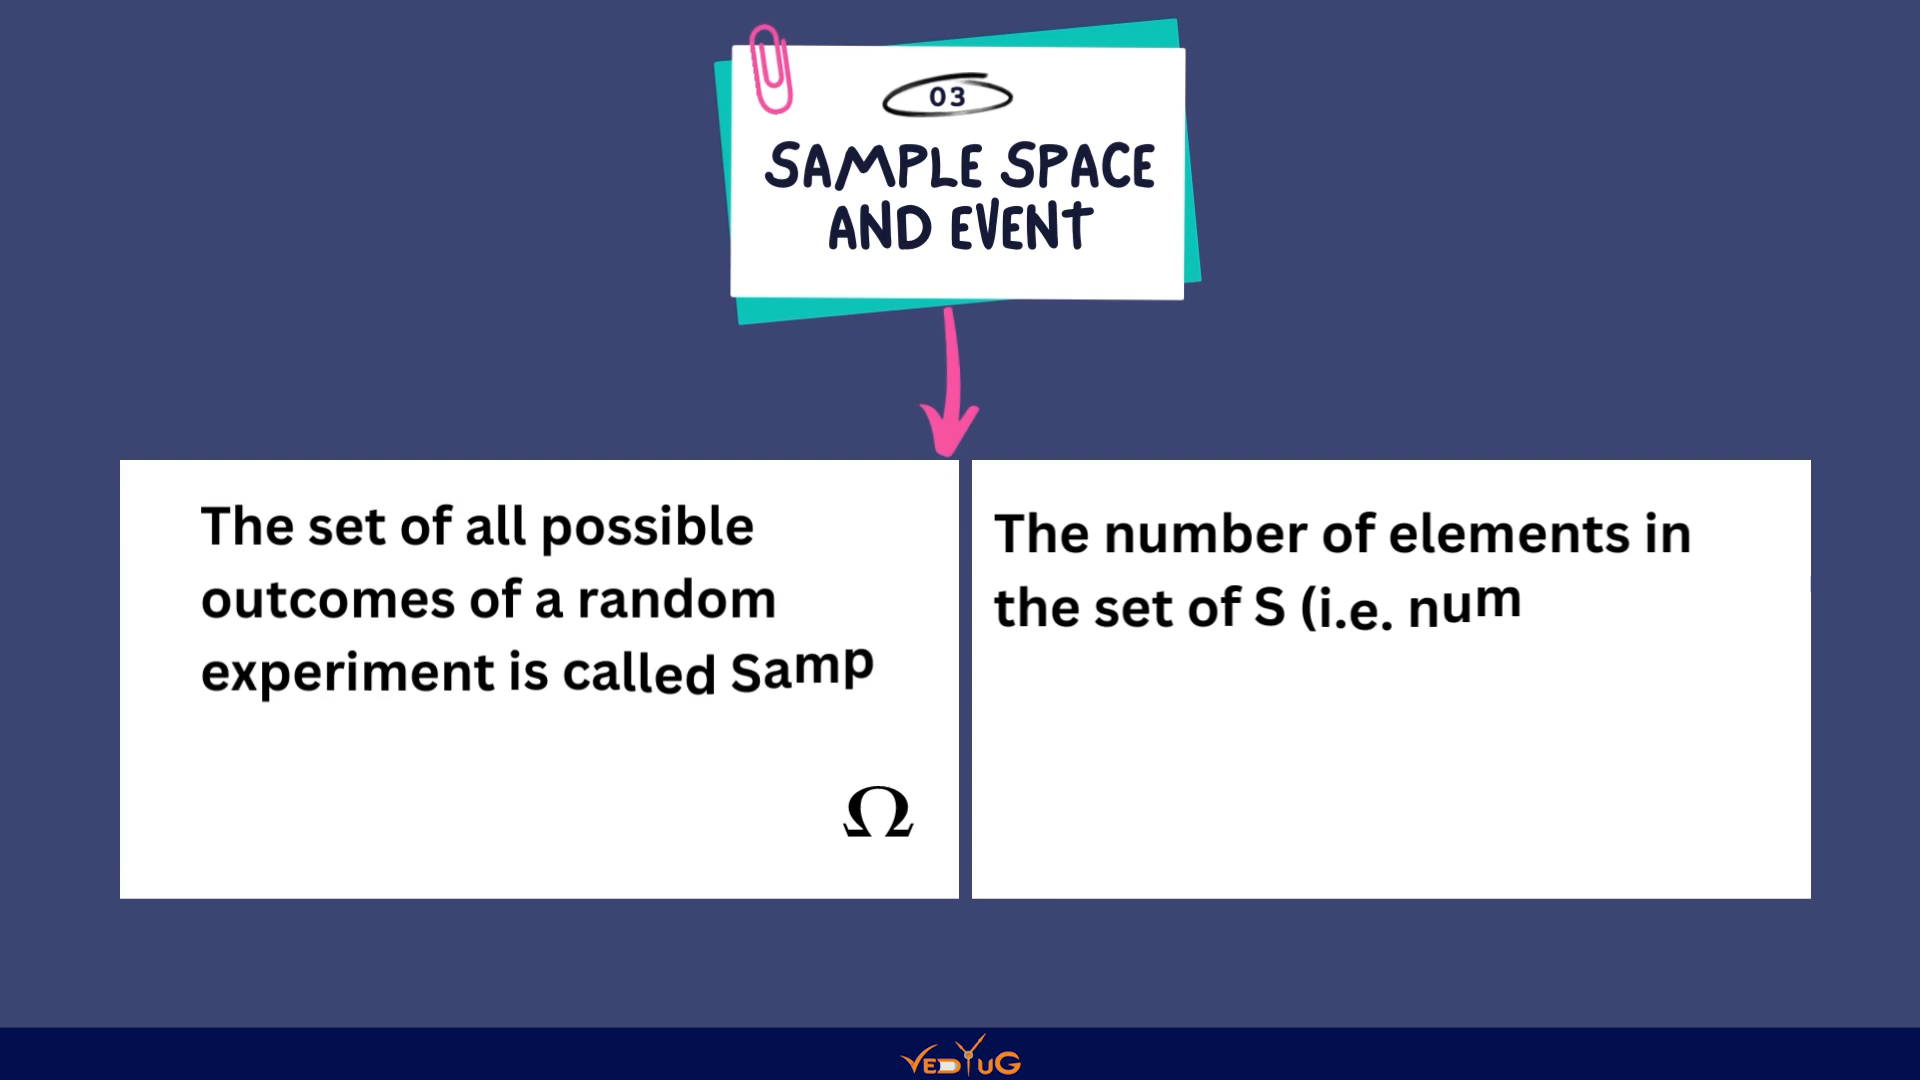 03
SAMPLE SPACE
AND EVENT
The set of all possible
outcomes of a random
experiment is called Samp
Ω
The number of elements in
the set of S (i.e. num
VEDYUG